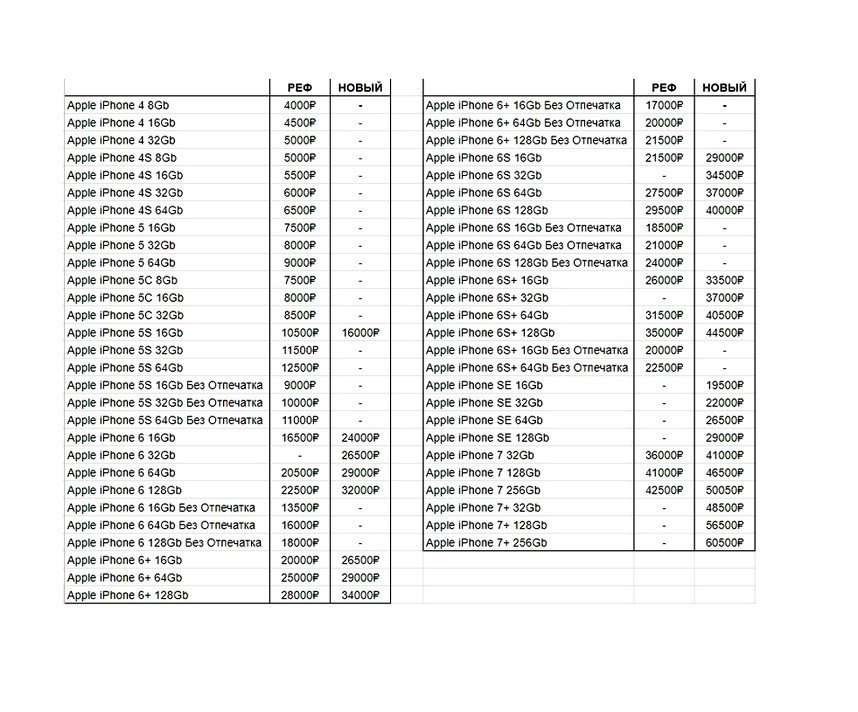 РЕФ НОВЫЙ
Apple iPhone 4 8Gb 4000₽ -
Apple iPhone 4 16Gb 4500₽ -
Apple iPhone 4 32Gb 5000₽ -
Apple iPhone 4S 8Gb 5000₽ -
Apple iPhone 4S 16Gb 5500₽ -
Apple iPhone 4S 32Gb 6000₽ -
Apple iPhone 4S 64Gb 6500₽ -
Apple iPhone 5 16Gb 7500₽ -
Apple iPhone 5 32Gb 8000₽ -
Apple iPhone 5 64Gb 9000₽ -
Apple iPhone 5C 8Gb 7500₽ -
Apple iPhone 5C 16Gb 8000₽ -
Apple iPhone 5C 32Gb 8500₽ -
Apple iPhone 5S 16Gb 10500₽ 16000₽
Apple iPhone 5S 32Gb 11500₽ -
Apple iPhone 5S 64Gb 12500₽ -
Apple iPhone 5S 16Gb Без Отпечатка 9000₽ -
Apple iPhone 5S 32Gb Без Отпечатка 10000₽ -
Apple iPhone 5S 64Gb Без Отпечатка 11000₽ -
Apple iPhone 6 16Gb 16500₽ 24000₽
Apple iPhone 6 32Gb - 26500₽
Apple iPhone 6 64Gb 20500₽ 29000₽
Apple iPhone 6 128Gb 22500₽ 32000₽
Apple iPhone 6 16Gb Без Отпечатка 13500₽ -
Apple iPhone 6 64Gb Без Отпечатка 16000₽ -
Apple iPhone 6 128Gb Без Отпечатка 18000₽ -
Apple iPhone 6+ 16Gb 20000₽ 26500₽
Apple iPhone 6+ 64Gb 25000₽ 29000₽
Apple iPhone 6+ 128Gb 28000₽ 34000₽
РЕФ НОВЫЙ
Apple iPhone 6+ 16Gb Без Отпечатка 17000₽ -
Apple iPhone 6+ 64Gb Без Отпечатка 20000₽ -
Apple iPhone 6+ 128Gb Без Отпечатка 21500₽ -
Apple iPhone 6S 16Gb 21500₽ 29000₽
Apple iPhone 6S 32Gb - 34500₽
Apple iPhone 6S 64Gb 27500₽ 37000₽
Apple iPhone 6S 128Gb 29500₽ 40000₽
Apple iPhone 6S 16Gb Без Отпечатка 18500₽ -
Apple iPhone 6S 64Gb Без Отпечатка 21000₽ -
Apple iPhone 6S 128Gb Без Отпечатка 24000₽ -
Apple iPhone 6S+ 16Gb 26000₽ 33500₽
Apple iPhone 6S+ 32Gb - 37000₽
Apple iPhone 6S+ 64Gb 31500₽ 40500₽
Apple iPhone 6S+ 128Gb 35000₽ 44500₽
Apple iPhone 6S+ 16Gb Без Отпечатка 20000₽ -
Apple iPhone 6S+ 64Gb Без Отпечатка 22500₽ -
Apple iPhone SE 16Gb - 19500₽
Apple iPhone SE 32Gb - 22000₽
Apple iPhone SE 64Gb - 26500₽
Apple iPhone SE 128Gb - 29000₽
Apple iPhone 7 32Gb 36000₽ 41000₽
Apple iPhone 7 128Gb 41000₽ 46500₽
Apple iPhone 7 256Gb 42500₽ 50050₽
Apple iPhone 7+ 32Gb - 48500₽
Apple iPhone 7+ 128Gb - 56500₽
Apple iPhone 7+ 256Gb - 60500₽